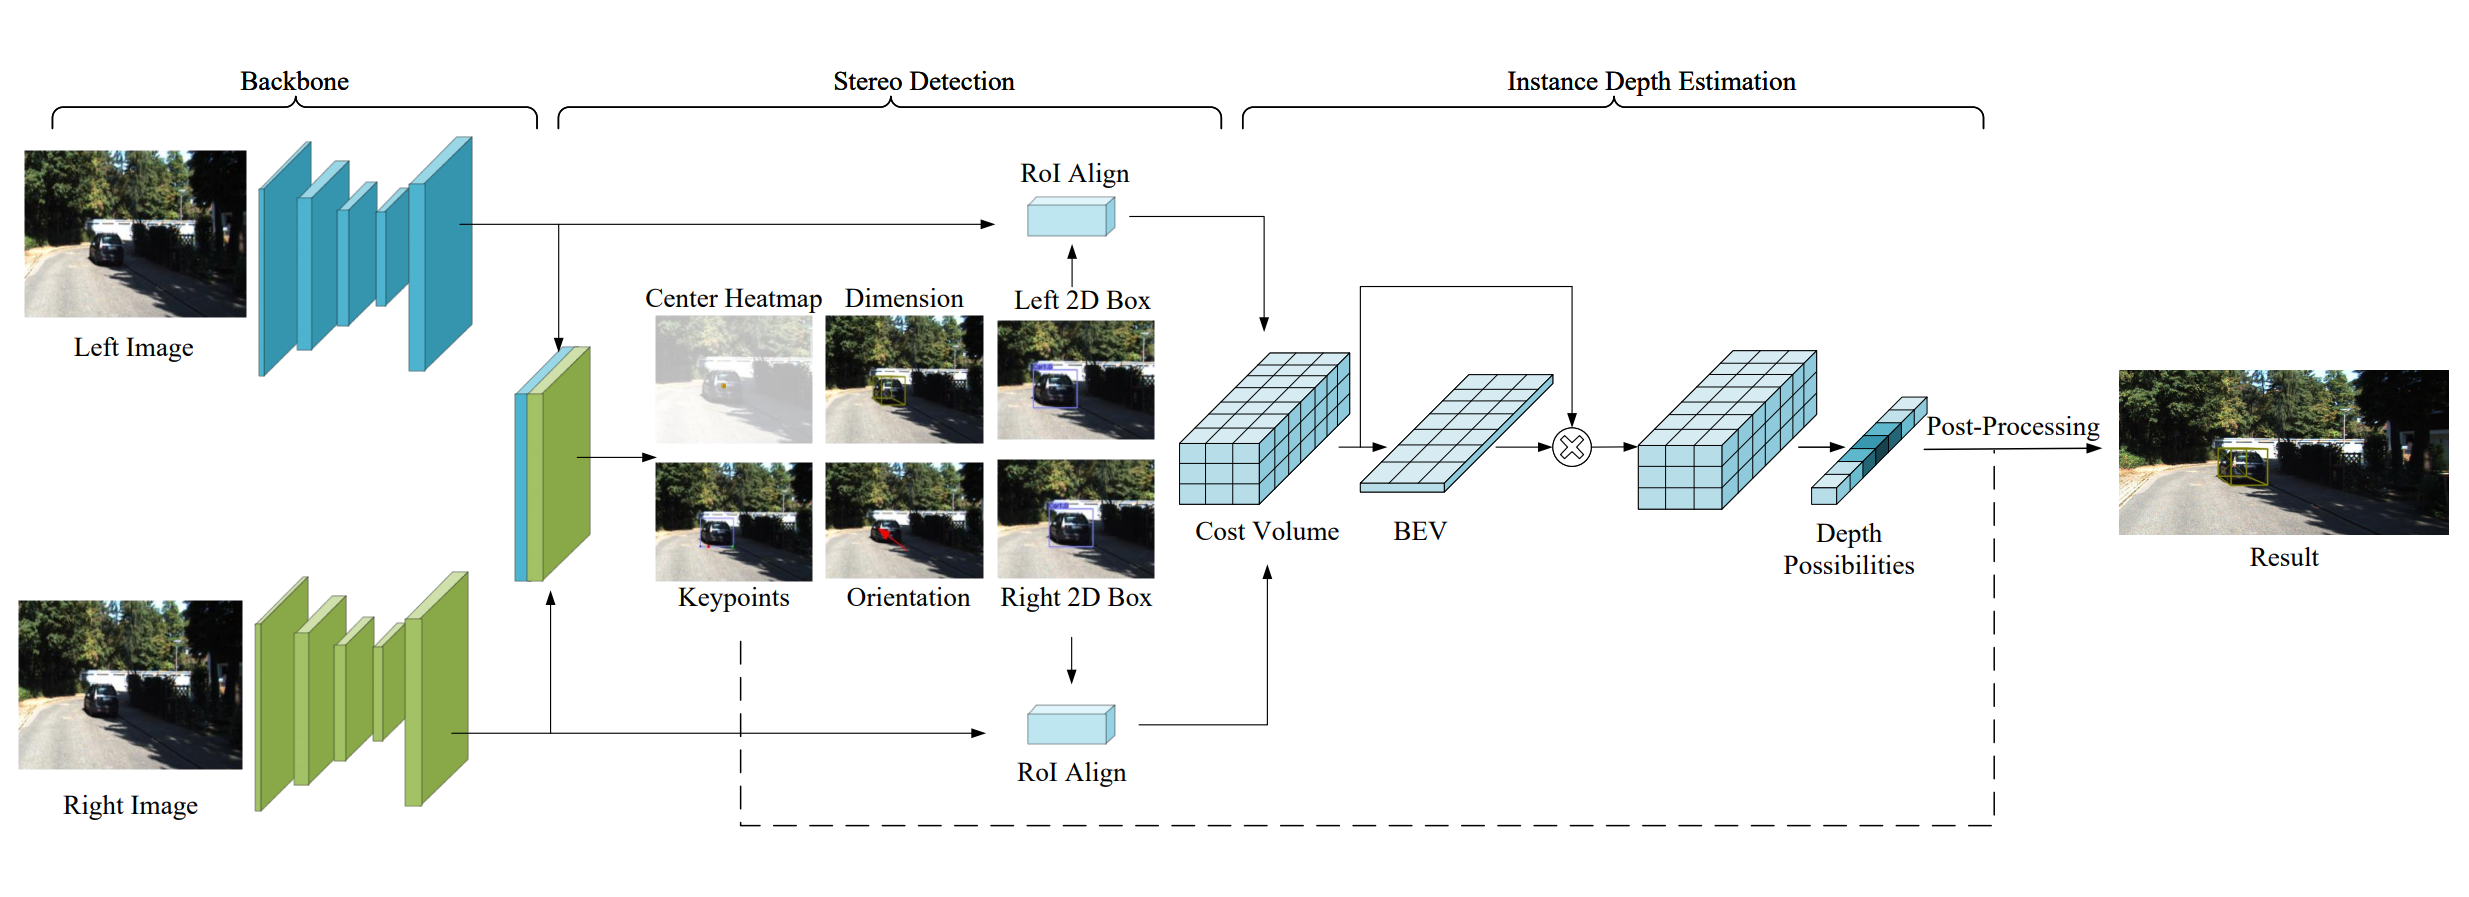 Backbone
Stereo Detection
Instance Depth Estimation
Left Image
Right Image
RoI Align
Center Heatmap
Dimension
Left 2D Box
Keypoints
Orientation
Right 2D Box
RoI Align
Cost Volume
BEV
Depth
Possibilities
Post-Processing
Result